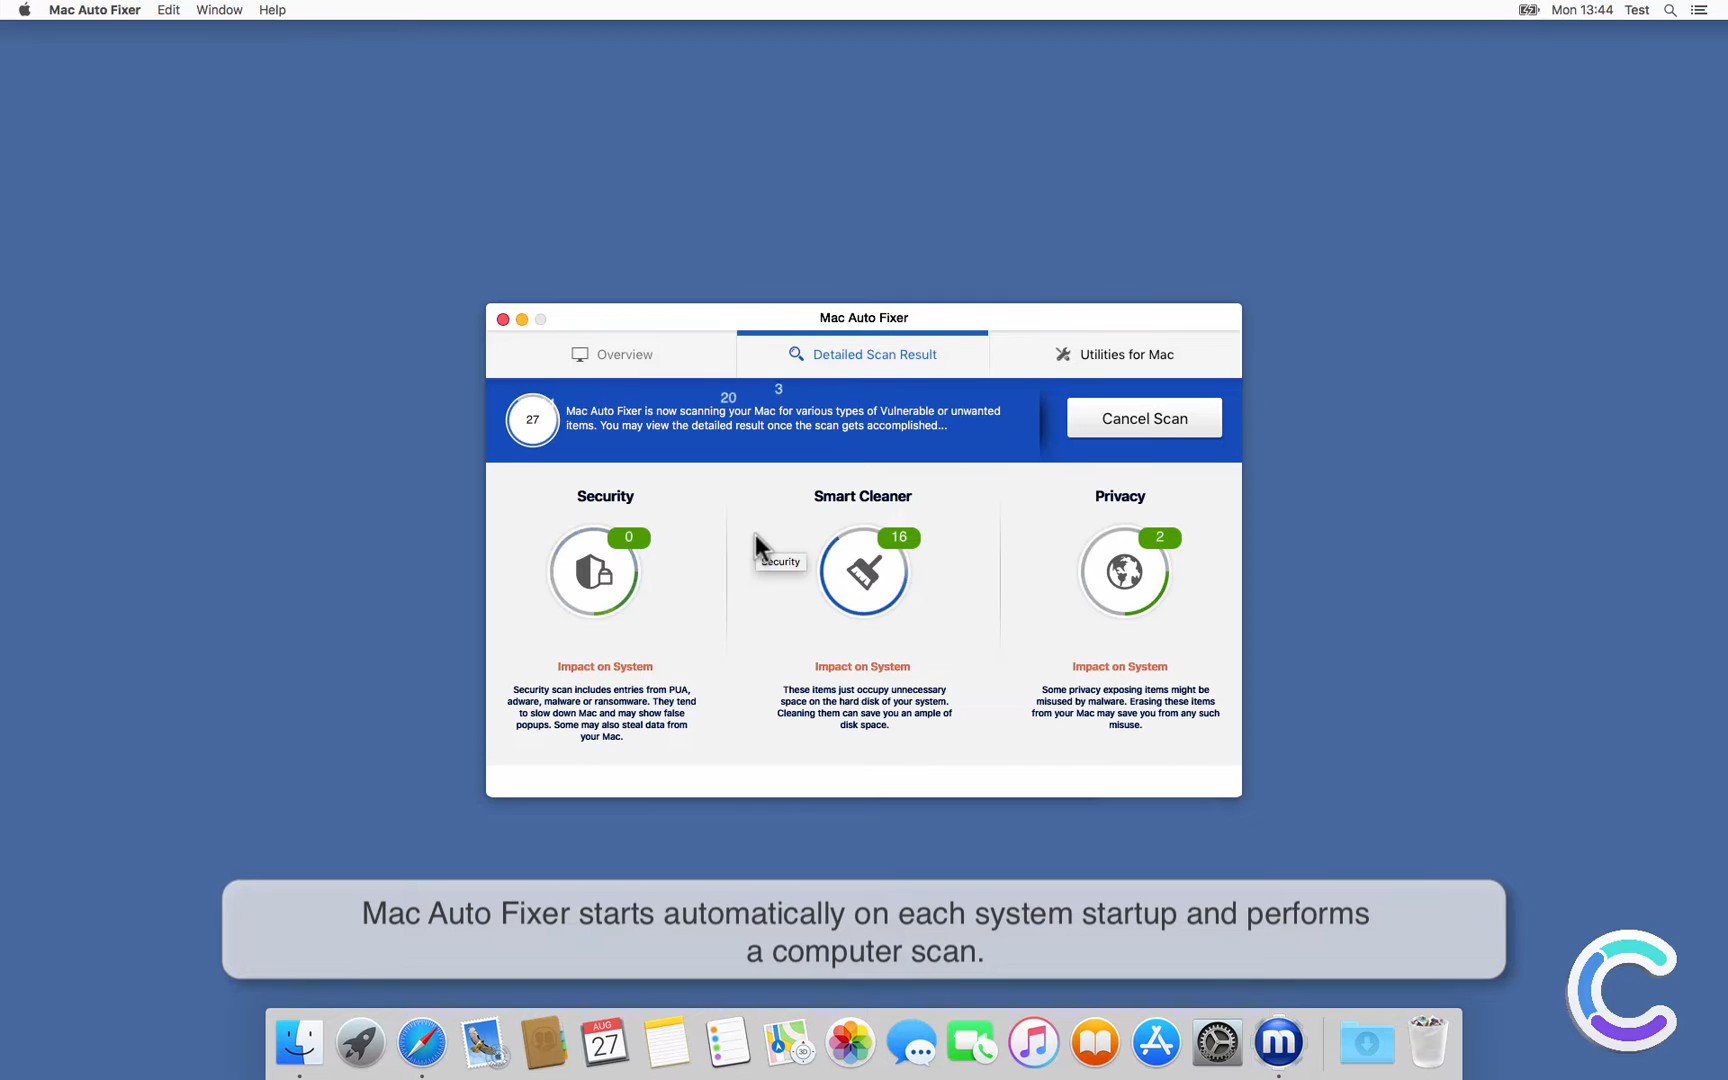 Mac Auto Fixer Edit Window Help Mon 13:44 Test
Mac Auto Fixer
Overview Detailed Scan Result Utilities for Mac
20 3
27
Mac Auto Fixer is now scanning your Mac for various types of Vulnerable or unwanted
items. You may view the detailed result once the scan gets accomplished...
Cancel Scan
Security Smart Cleaner Privacy
0 16 2
Security
Impact on System Impact on System Impact on System
Security scan includes entries from PUA,
adware, malware or ransomware. They tend
to slow down Mac and may show false
popups. Some may also steal data from
your Mac.
These items just occupy unnecessary
space on the hard disk of your system.
Cleaning them can save you an ample of
disk space.
Some privacy exposing items might be
misused by malware. Erasing these items
from your Mac may save you from any such
misuse.
Mac Auto Fixer starts automatically on each system startup and performs
a computer scan.
AUG
27
3D
m
C